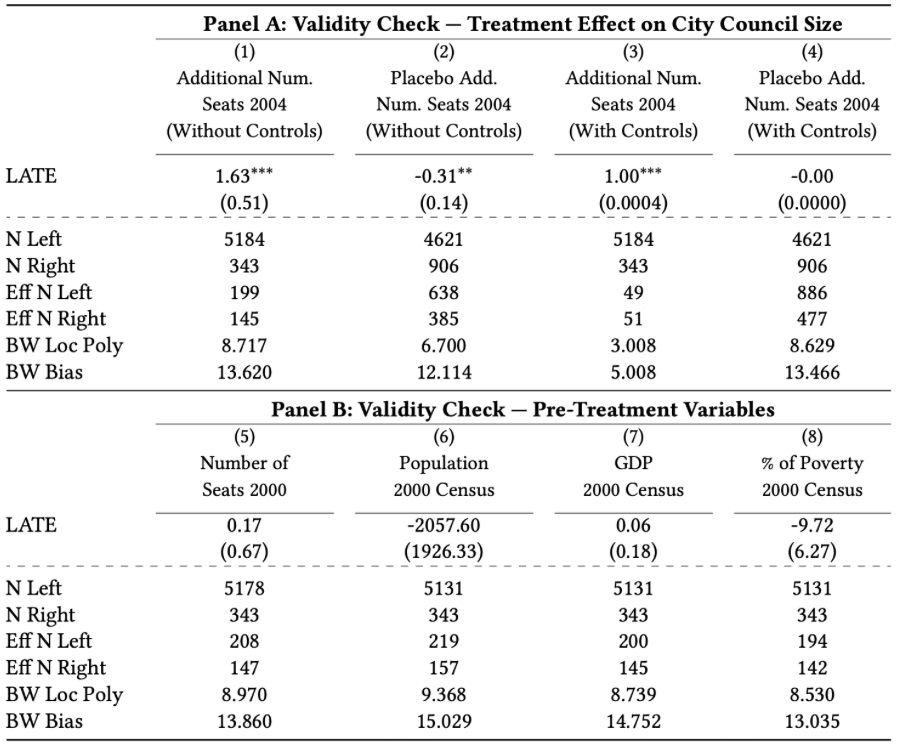 Panel A: Validity Check — Treatment Effect on City Council Size
(1) (2) (3) (4)
Additional Num. Placebo Add. Additional Num. Placebo Add.
Seats 2004 Num. Seats 2004 Seats 2004 Num. Seats 2004
(Without Controls) (Without Controls) (With Controls) (With Controls)
LATE 1.63*** -0.31** 1.00*** -0.00
(0.51) (0.14) (0.0004) (0.0000)
N Left 5184 4621 5184 4621
N Right 343 906 343 906
Eff N Left 199 638 49 886
Eff N Right 145 385 51 477
BW Loc Poly 8.717 6.700 3.008 8.629
BW Bias 13.620 12.114 5.008 13.466
Panel B: Validity Check — Pre-Treatment Variables
(5) (6) (7) (8)
Number of Population GDP % of Poverty
Seats 2000 2000 Census 2000 Census 2000 Census
LATE 0.17 -2057.60 0.06 -9.72
(0.67) (1926.33) (0.18) (6.27)
N Left 5178 5131 5131 5131
N Right 343 343 343 343
Eff N Left 208 219 200 194
Eff N Right 147 157 145 142
BW Loc Poly 8.970 9.368 8.739 8.530
BW Bias 13.860 15.029 14.752 13.035